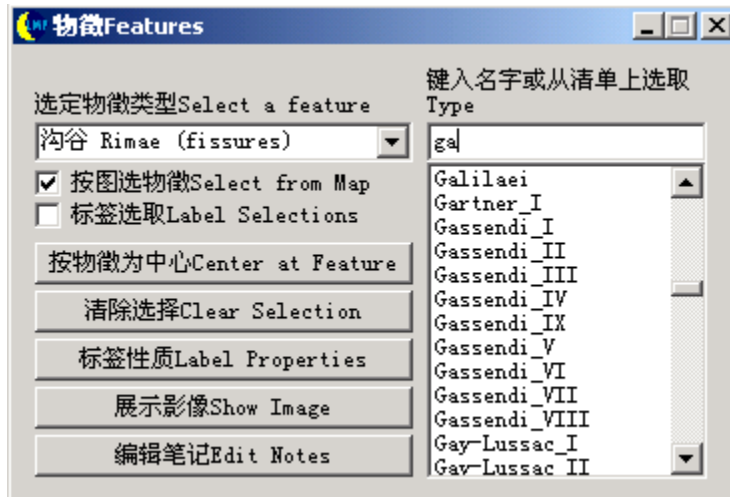 物徵Features
选定物徵类型Select a feature
沟谷 Rimae (fissures)
按图选物徵Select from Map
标签选取Label Selections
按物徵为中心Center at Feature
清除选择Clear Selection
标签性质Label Properties
展示影像Show Image
编辑笔记Edit Notes
键入名字或从清单上选取
Type
ga
Galilaei
Gartner_I
Gassendi_I
Gassendi_II
Gassendi_III
Gassendi_IV
Gassendi_IX
Gassendi_V
Gassendi_VI
Gassendi_VII
Gassendi_VIII
Gay-Lussac_I
Gay-Lussac_II